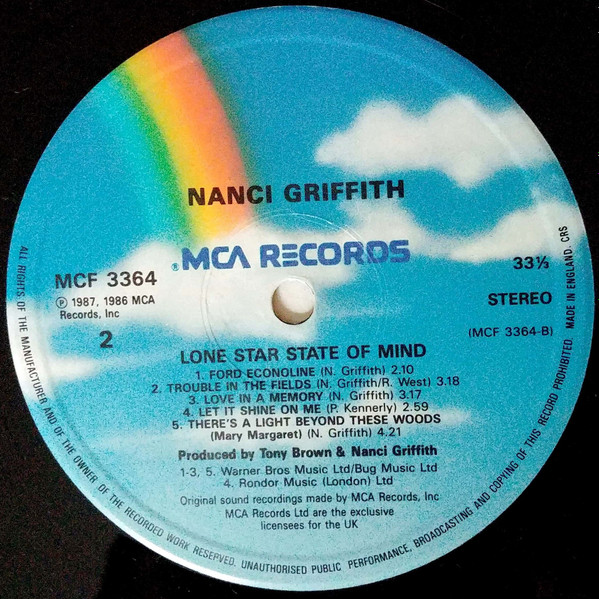 NANCI GRIFFITH
® MCA RECORDS
MCF 3364
℗ 1987, 1986 MCA
Records, Inc
2
33⅓
STEREO
(MCF 3364-B)
LONE STAR STATE OF MIND
1. FORD ECONOLINE (N. Griffith) 2.10
2. TROUBLE IN THE FIELDS (N. Griffith/R. West) 3.18
3. LOVE IN A MEMORY (N. Griffith) 3.17
4. LET IT SHINE ON ME (P. Kennerly) 2.59
5. THERE'S A LIGHT BEYOND THESE WOODS
(Mary Margaret) (N. Griffith) 4.21
Produced by Tony Brown & Nanci Griffith
1-3, 5. Warner Bros Music Ltd/Bug Music Ltd
4. Rondor Music (London) Ltd
Original sound recordings made by MCA Records, Inc
MCA Records Ltd are the exclusive
licensees for the UK
ALL RIGHTS OF THE MANUFACTURER AND OF THE OWNER OF THE RECORDED WORK RESERVED. UNAUTHORISED PUBLIC PERFORMANCE, BROADCASTING AND COPYING OF THIS RECORD PROHIBITED. MADE IN ENGLAND. CRS